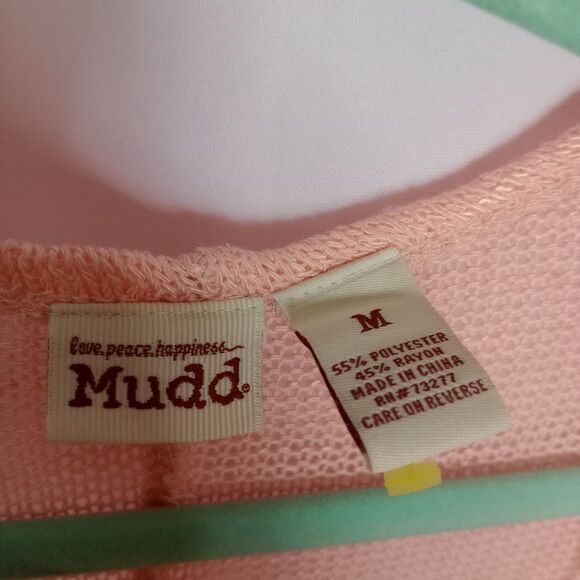 love.peace.happiness
Mudd®
M
55% POLYESTER
45% RAYON
MADE IN CHINA
RN#73277
CARE ON REVERSE